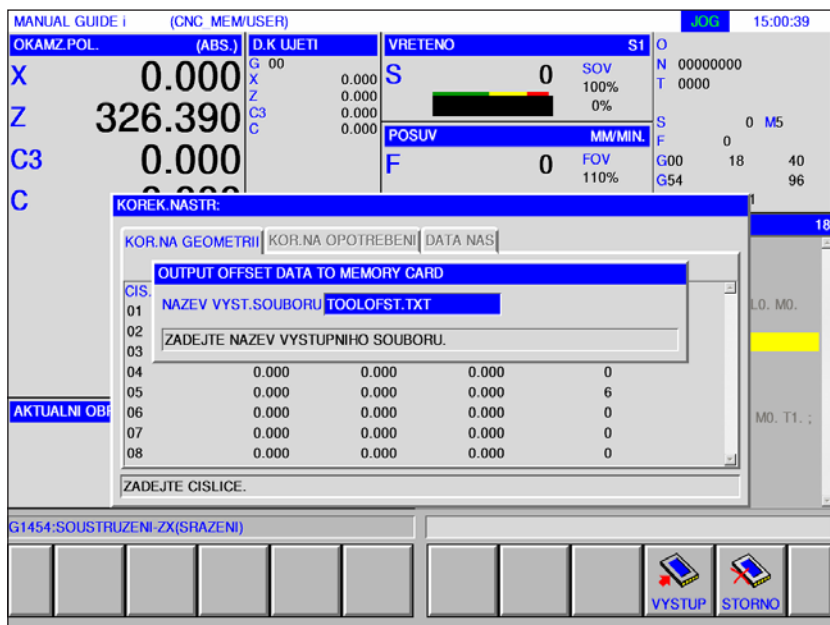 MANUAL GUIDE i (CNC_MEM/USER) JOG 15:00:39
OKAMZ.POL. (ABS.) D.K UJETI VRETENO S1
X 0.000
Z 326.390
C3 0.000
C
G 00
X 0.000
Z 0.000
C3 0.000
C 0.000
S 0 SOV
100%
0%
POSUV MM/MIN.
F 0 FOV
110%
O
N 00000000
T 0000
S 0 M5
F 0
G00 18 40
G54 96
18
KOREK.NASTR:
KOR.NA GEOMETRII KOR.NA OPOTREBENI DATA NAS
OUTPUT OFFSET DATA TO MEMORY CARD
NAZEV VYST.SOUBORU TOOLOFST.TXT
ZADEJTE NAZEV VYSTUPNIHO SOUBORU.
CIS.
01
02
03
04 0.000 0.000 0.000 0
05 0.000 0.000 0.000 6
06 0.000 0.000 0.000 0
07 0.000 0.000 0.000 0
08 0.000 0.000 0.000 0
ZADEJTE CISLICE.
L0. M0.
M0. T1. ;
AKTUALNI OBR
G1454:SOUSTRUZENI-ZX(SRAZENI)
VYSTUP STORNO